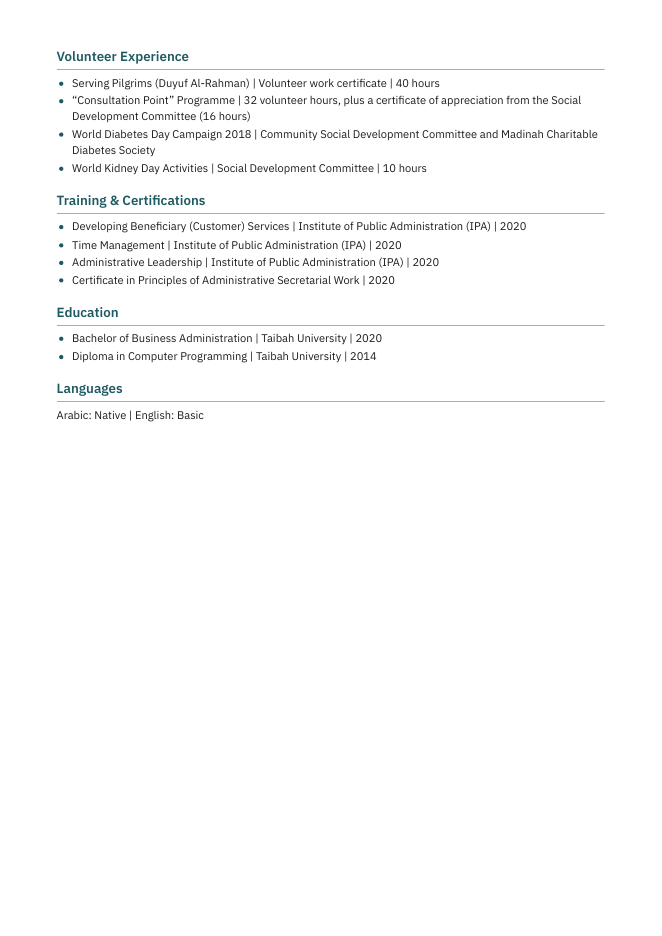 Volunteer Experience
• Serving Pilgrims (Duyuf Al-Rahman) | Volunteer work certificate | 40 hours
• “Consultation Point” Programme | 32 volunteer hours, plus a certificate of appreciation from the Social
Development Committee (16 hours)
• World Diabetes Day Campaign 2018 | Community Social Development Committee and Madinah Charitable
Diabetes Society
• World Kidney Day Activities | Social Development Committee | 10 hours
Training & Certifications
• Developing Beneficiary (Customer) Services | Institute of Public Administration (IPA) | 2020
• Time Management | Institute of Public Administration (IPA) | 2020
• Administrative Leadership | Institute of Public Administration (IPA) | 2020
• Certificate in Principles of Administrative Secretarial Work | 2020
Education
• Bachelor of Business Administration | Taibah University | 2020
• Diploma in Computer Programming | Taibah University | 2014
Languages
Arabic: Native | English: Basic